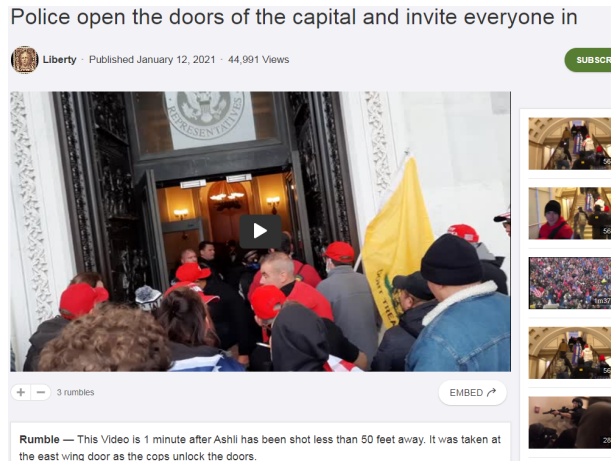 Police open the doors of the capital and invite everyone in
Liberty · Published January 12, 2021 · 44,991 Views
SUBSCR
REPRESENTATIVES
3 rumbles
EMBED
Rumble — This Video is 1 minute after Ashli has been shot less than 50 feet away. It was taken at
the east wing door as the cops unlock the doors.